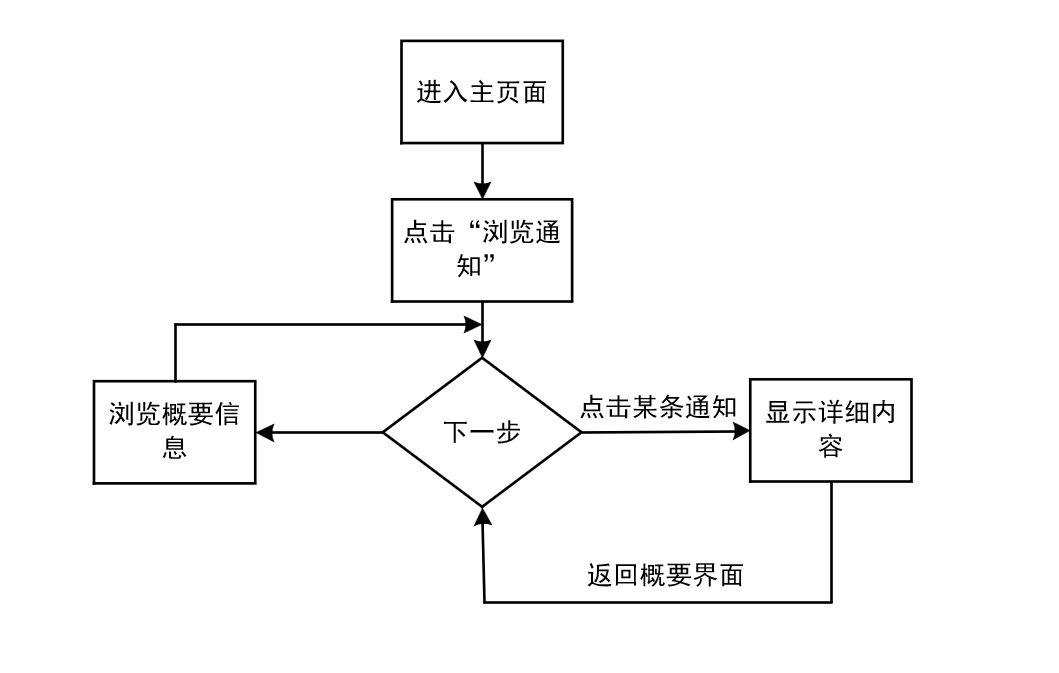 进入主页面
点击“浏览通
知”
浏览概要信
息
下一步
点击某条通知
显示详细内
容
返回概要界面